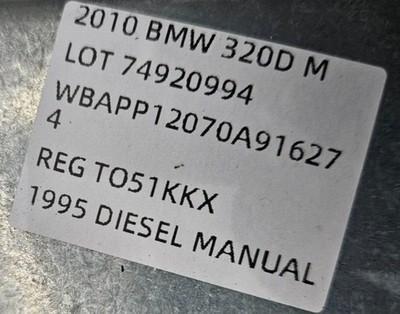 2010 BMW 320D M
LOT 74920994
WBAPP12070A91627
4
REG TO51KKX
1995 DIESEL MANUAL